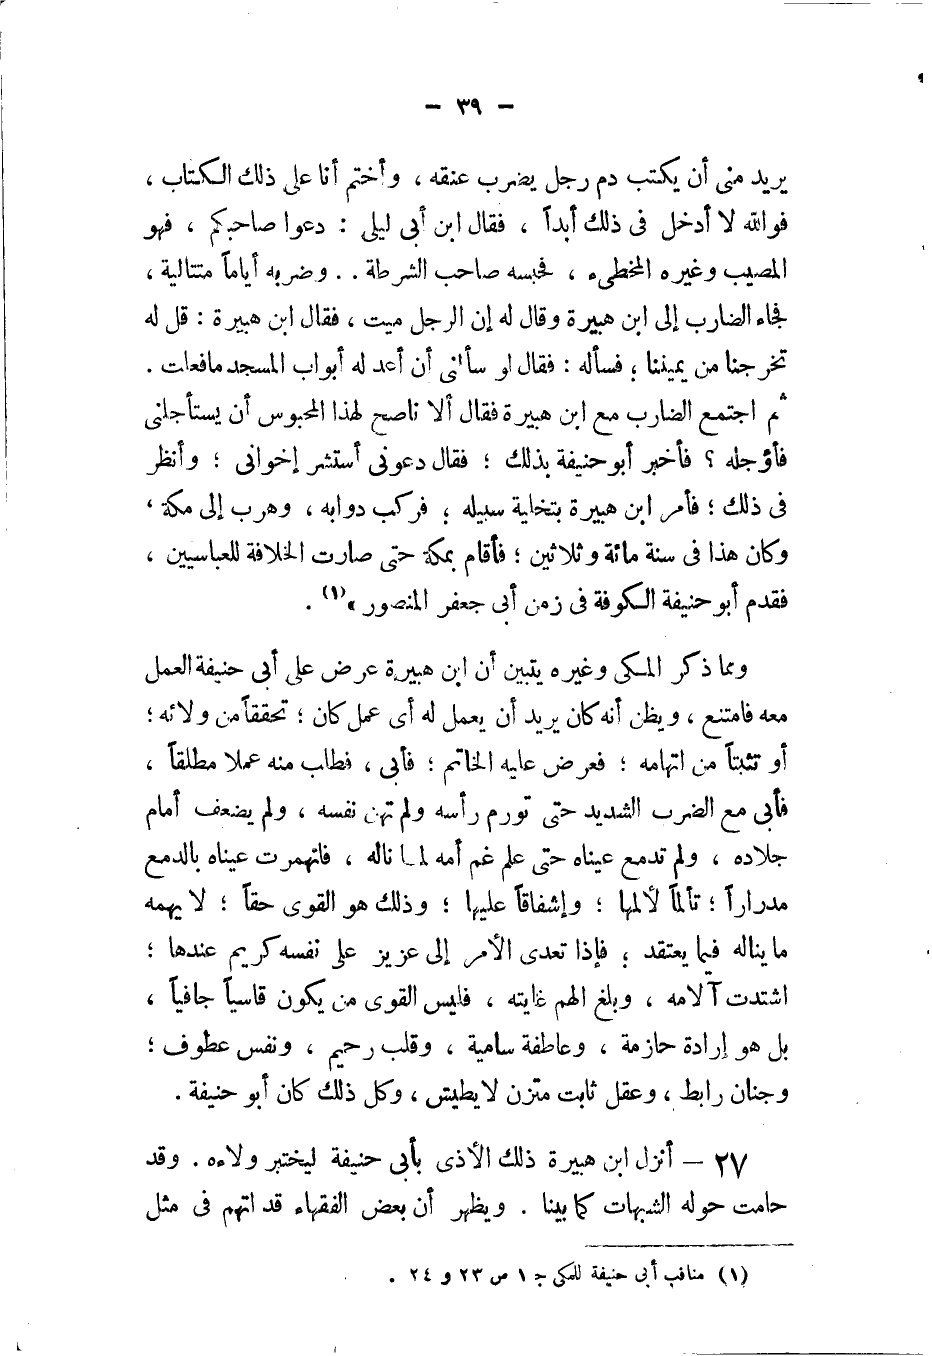 — ٣٩ —
يريد منى أن يكتب دم رجل يضرب عنقه ، وأختم أنا على ذلك الكتاب ،
فوالله لا أدخل فى ذلك أبداً ، فقال ابن أبى ليلى : دعوا صاحبكم ، فهو
المصيب وغيره المخطىء ، فحبسه صاحب الشرطة . . وضربه أياماً متتالية ،
فجاء الضارب إلى ابن هبيرة وقال له إن الرجل ميت ، فقال ابن هبيرة : قل له
تخرجنا من يميننا ؛ فسأله : فقال لو سألنى أن أعد له أبواب المسجد مافعلت .
ثم اجتمع الضارب مع ابن هبيرة فقال ألا ناصح لهذا المحبوس أن يستأجلنى
فأؤجله ؟ فأخبر أبو حنيفة بذلك ؛ فقال دعونى أستشر إخوانى ؛ وأنظر
فى ذلك ؛ فأمر ابن هبيرة بتخلية سبيله ؛ فركب دوابه ، وهرب إلى مكة ،
وكان هذا فى سنة مائة وثلاثين ؛ فأقام بمكة حتى صارت الخلافة للعباسيين ،
فقدم أبو حنيفة الكوفة فى زمن أبى جعفر المنصور »(١) .
ومما ذكر المكى وغيره يتبين أن ابن هبيرة عرض على أبى حنيفة العمل
معه فامتنع ، ويظن أنه كان يريد أن يعمل له أى عمل كان ؛ تحققاً من ولائه ؛
أو تثبتاً من اتهامه ؛ فعرض عليه الخاتم ؛ فأبى ، فطلب منه عملا مطلقاً ،
فأبى مع الضرب الشديد حتى تورم رأسه ولم تهن نفسه ، ولم يضعف أمام
جلاده ، ولم تدمع عيناه حتى علم غم أمه لما ناله ، فانهمرت عيناه بالدمع
مدراراً ؛ تألماً لألمها ؛ وإشفاقاً عليها ؛ وذلك هو القوى حقاً ؛ لا يهمه
ما يناله فيما يعتقد ؛ فإذا تعدى الأمر إلى عزيز على نفسه كريم عندها ؛
اشتدت آلامه ، وبلغ الهم غايته ، فليس القوى من يكون قاسياً جافياً ،
بل هو إرادة حازمة ، وعاطفة سامية ، وقلب رحيم ، ونفس عطوف ؛
وجنان رابط ، وعقل ثابت متزن لا يطيش ، وكل ذلك كان أبو حنيفة .
٢٧ — أنزل ابن هبيرة ذلك الأذى بأبى حنيفة ليختبر ولاءه . وقد
حامت حوله الشبهات كما بينا . ويظهر أن بعض الفقهاء قد اتهم فى مثل
(١) مناقب أبى حنيفة للمكى جـ ١ ص ٢٣ و ٢٤ .